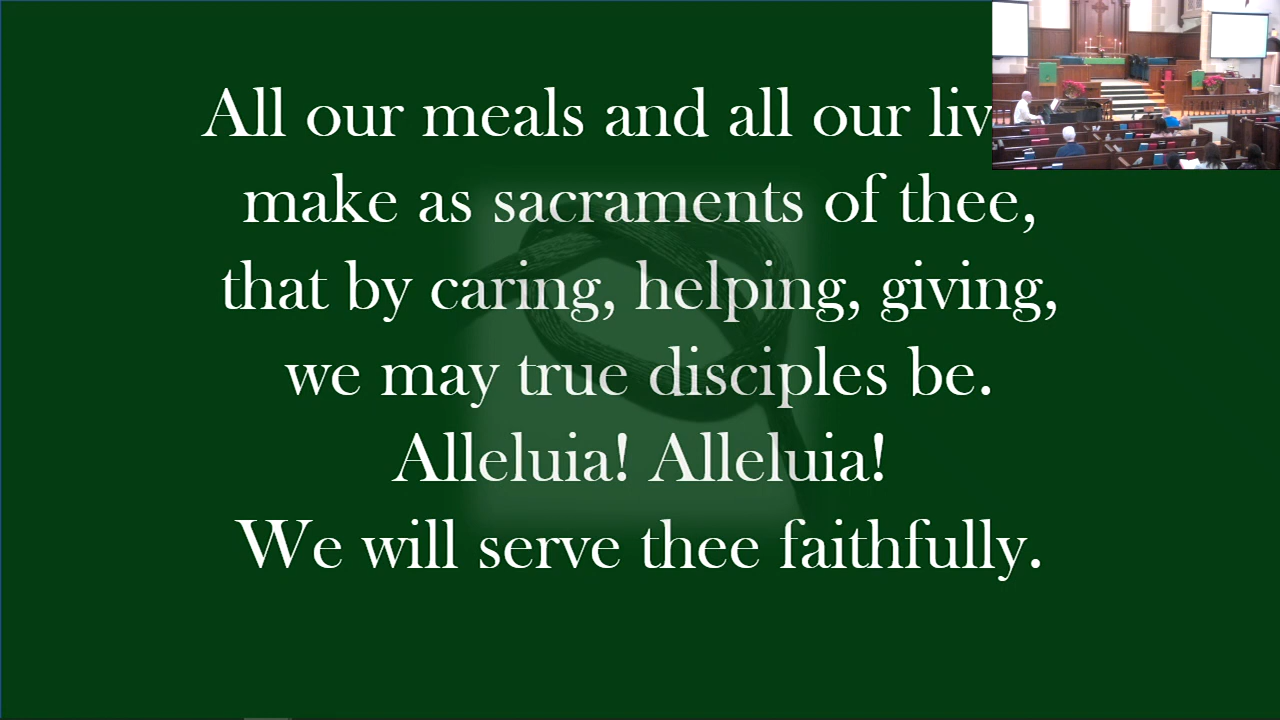 All our meals and all our liv
make as sacraments of thee,
that by caring, helping, giving,
we may true disciples be.
Alleluia! Alleluia!
We will serve thee faithfully.